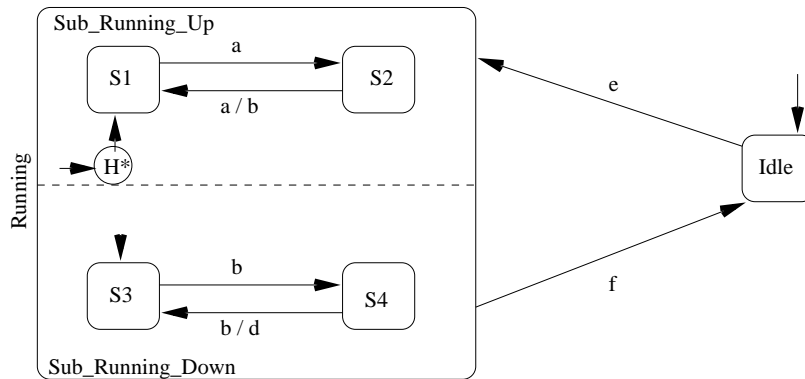 Sub_Running_Up
a
S1
S2
a / b
e
H*
Idle
Running
b
S3
S4
b / d
f
Sub_Running_Down